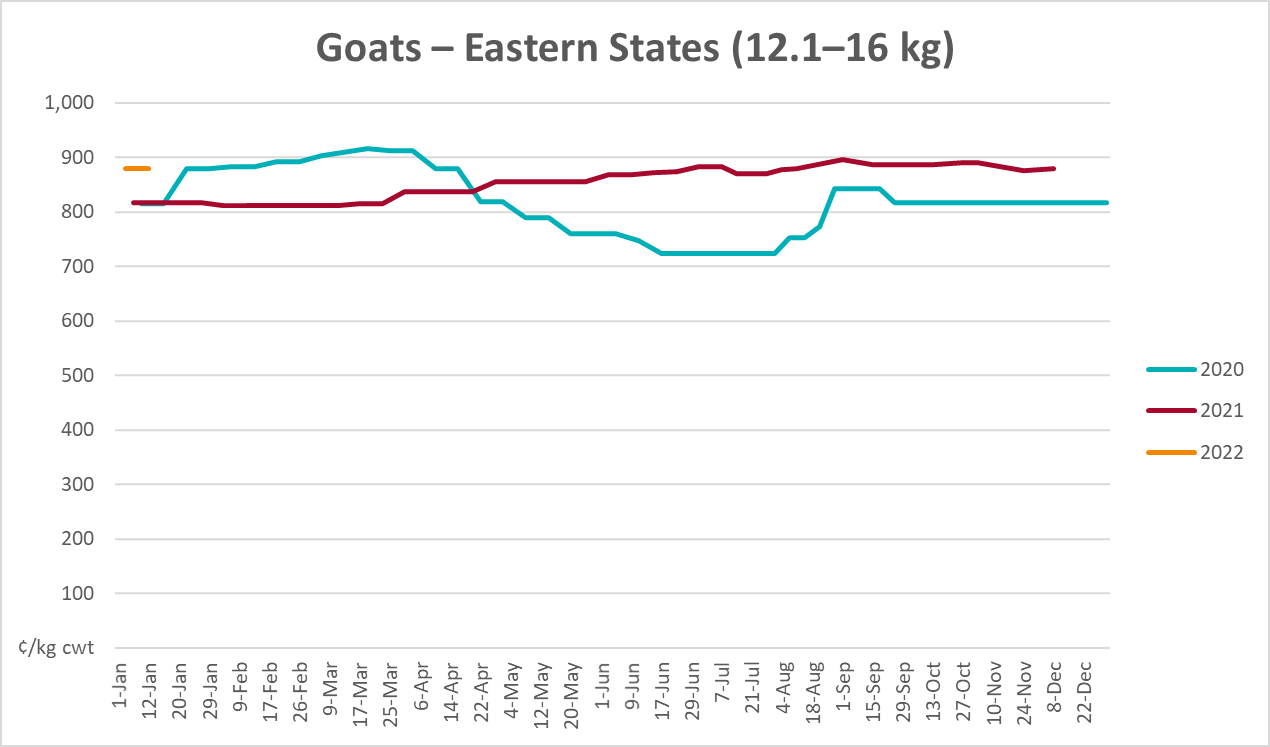 Goats – Eastern States (12.1–16 kg)
1,000
900
800
700
600
500
400
300
200
100
¢/kg cwt
1-Jan
12-Jan
20-Jan
29-Jan
9-Feb
17-Feb
26-Feb
9-Mar
17-Mar
25-Mar
6-Apr
14-Apr
22-Apr
4-May
12-May
20-May
1-Jun
9-Jun
17-Jun
29-Jun
7-Jul
21-Jul
4-Aug
18-Aug
1-Sep
15-Sep
29-Sep
13-Oct
27-Oct
10-Nov
24-Nov
8-Dec
22-Dec
2020
2021
2022